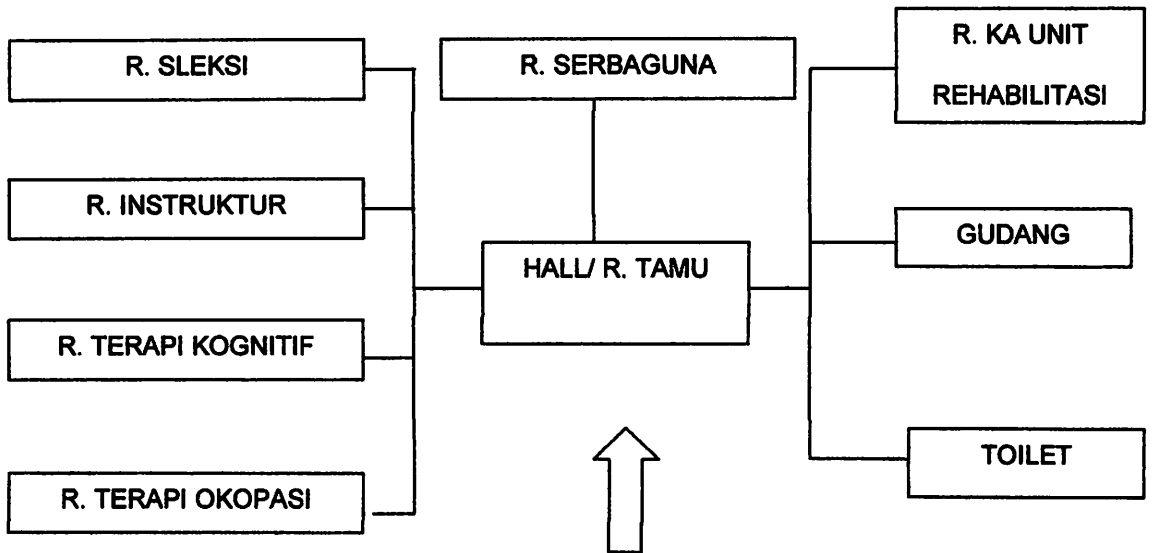 R. SLEKSI
R. SERBAGUNA
R. KA UNIT
REHABILITASI
R. INSTRUKTUR
GUDANG
HALL/ R. TAMU
R. TERAPI KOGNITIF
TOILET
R. TERAPI OKOPASI